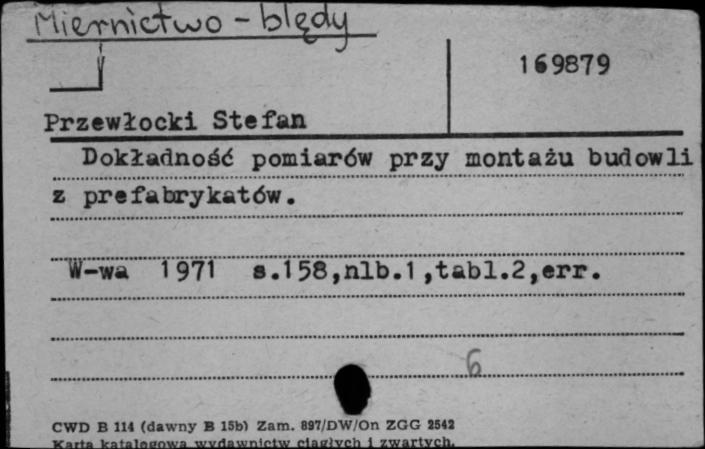 Miernictwo - błędy
169879
Przewłocki Stefan
Dokładność pomiarów przy montażu budowli
z prefabrykatów.
W-wa 1971 s.158,nlb.1,tabl.2,err.
6
CWD B 114 (dawny B 15b) Zam. 897/DW/On ZGG 2542
Karta katalogowa wydawnictw ciągłych i zwartych.